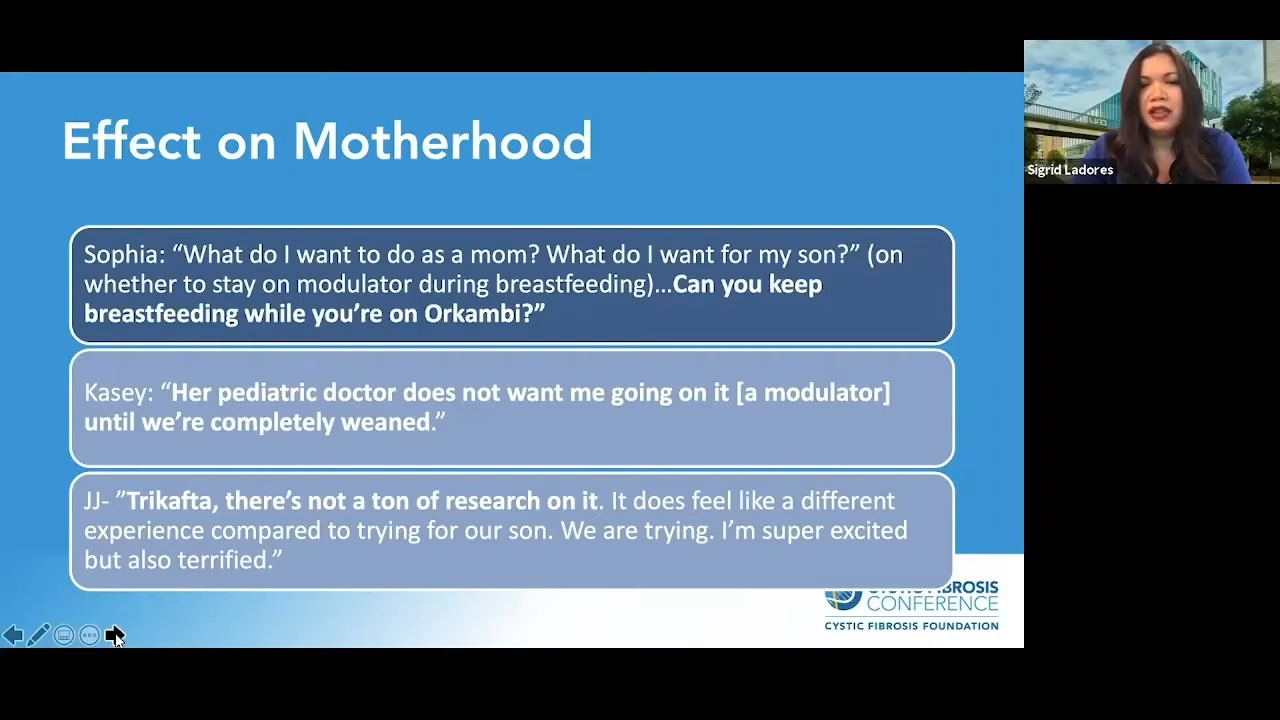 Effect on Motherhood
Sigrid Ladores
Sophia: “What do I want to do as a mom? What do I want for my son?” (on
whether to stay on modulator during breastfeeding)…Can you keep
breastfeeding while you’re on Orkambi?”
Kasey: “Her pediatric doctor does not want me going on it [a modulator]
until we’re completely weaned.”
JJ- ”Trikafta, there’s not a ton of research on it. It does feel like a different
experience compared to trying for our son. We are trying. I’m super excited
but also terrified.”
CONFERENCE
CYSTIC FIBROSIS FOUNDATION